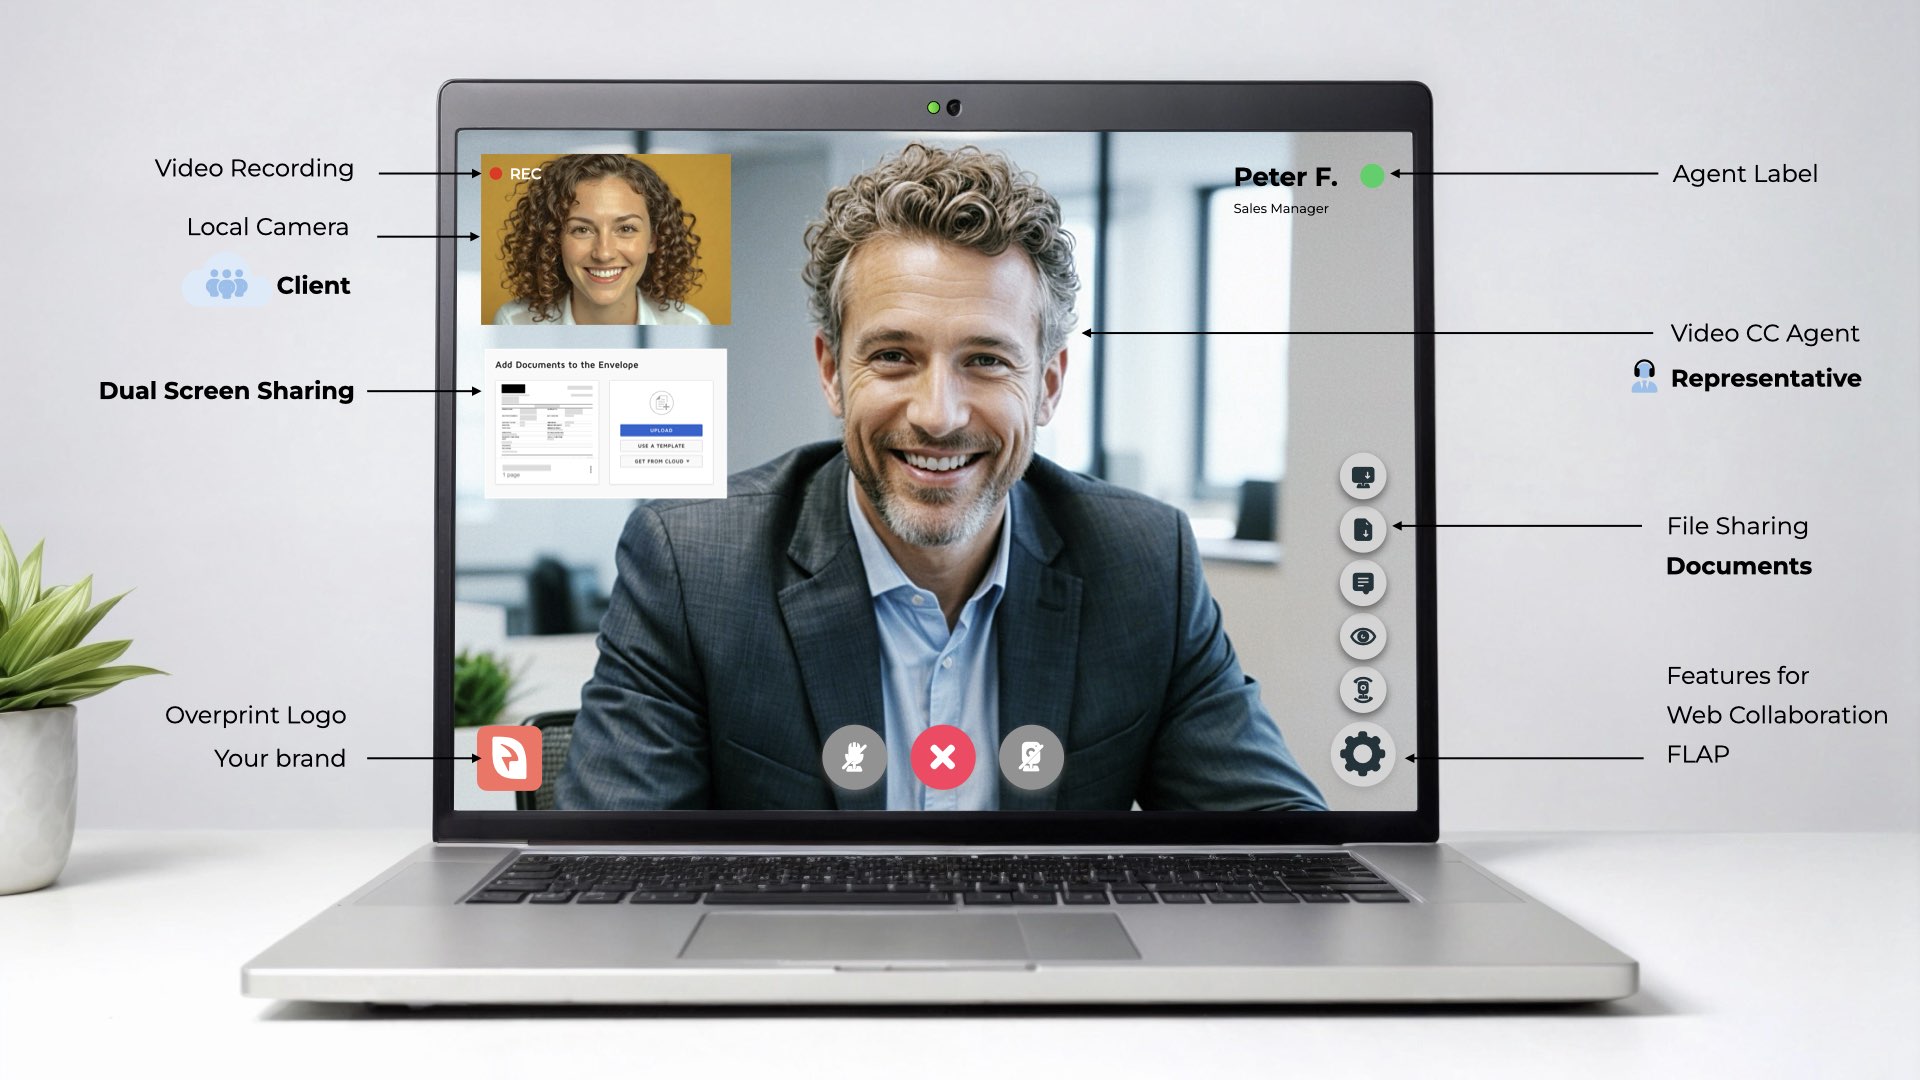 Video Recording
Local Camera
Client
Dual Screen Sharing
Overprint Logo
Your brand
REC
Add Documents to the Envelope
1 page
UPLOAD
USE A TEMPLATE
GET FROM CLOUD
Peter F.
Sales Manager
Agent Label
Video CC Agent
Representative
File Sharing
Documents
Features for
Web Collaboration
FLAP